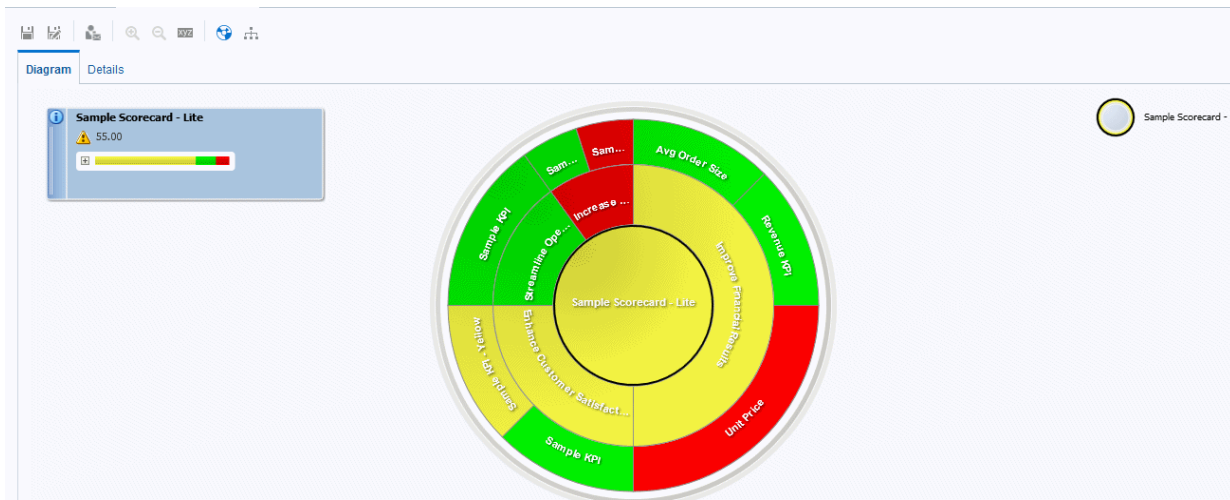 xyz
Diagram
Details
Sample Scorecard - Lite
55.00
Sample Scorecard -
Sam...
Sam...
Avg Order Size
Increase ...
Sample KPI
Streamline Ope...
Revenue KPI
Improve Financial Results
Sample Scorecard - Lite
Enhance Customer Satisfact...
Sample KPI - Yellow
Unit Price
Sample KPI